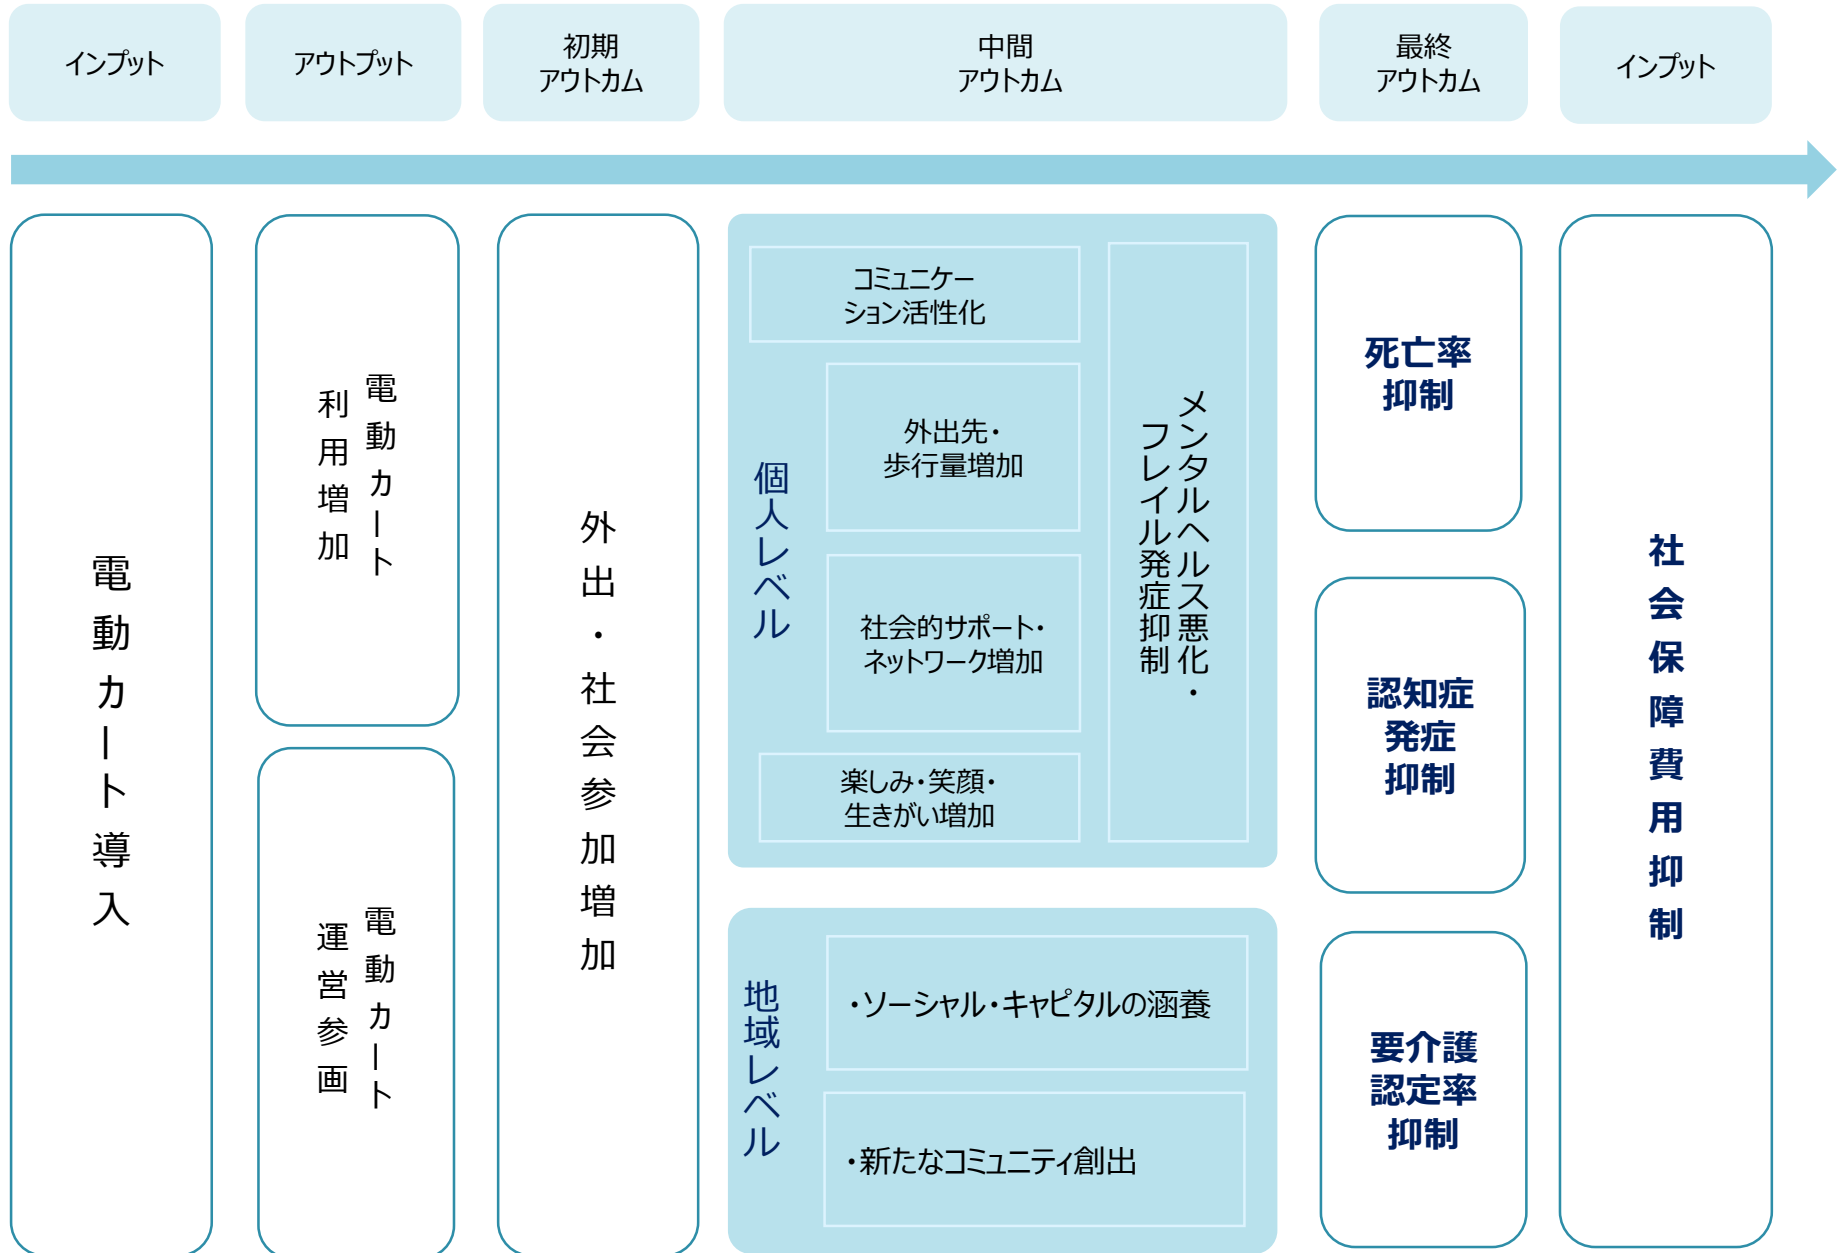 インプット
アウトプット
初期
アウトカム
中間
アウトカム
最終
アウトカム
インプット
電動カート導入
電動カート
利用増加
電動カート
運営参画
外出・社会参加増加
個人レベル
コミュニケー
ション活性化
外出先・
歩行量増加
社会的サポート・
ネットワーク増加
楽しみ・笑顔・
生きがい増加
メンタルヘルス悪化・
フレイル発症抑制
地域レベル
・ソーシャル・キャピタルの涵養
・新たなコミュニティ創出
死亡率
抑制
認知症
発症
抑制
要介護
認定率
抑制
社会保障費用抑制